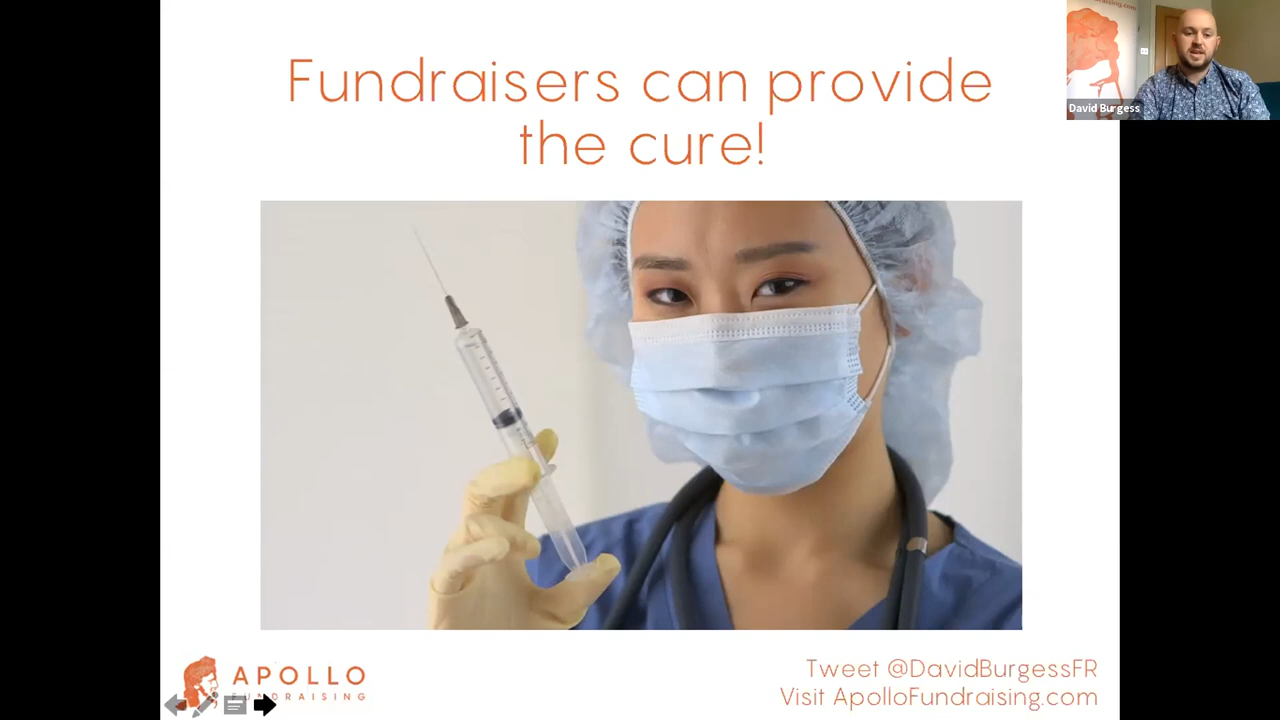 Fundraisers can provide
the cure!
David Burgess
APOLLO
FUNDRAISING
Tweet @DavidBurgessFR
Visit ApolloFundraising.com